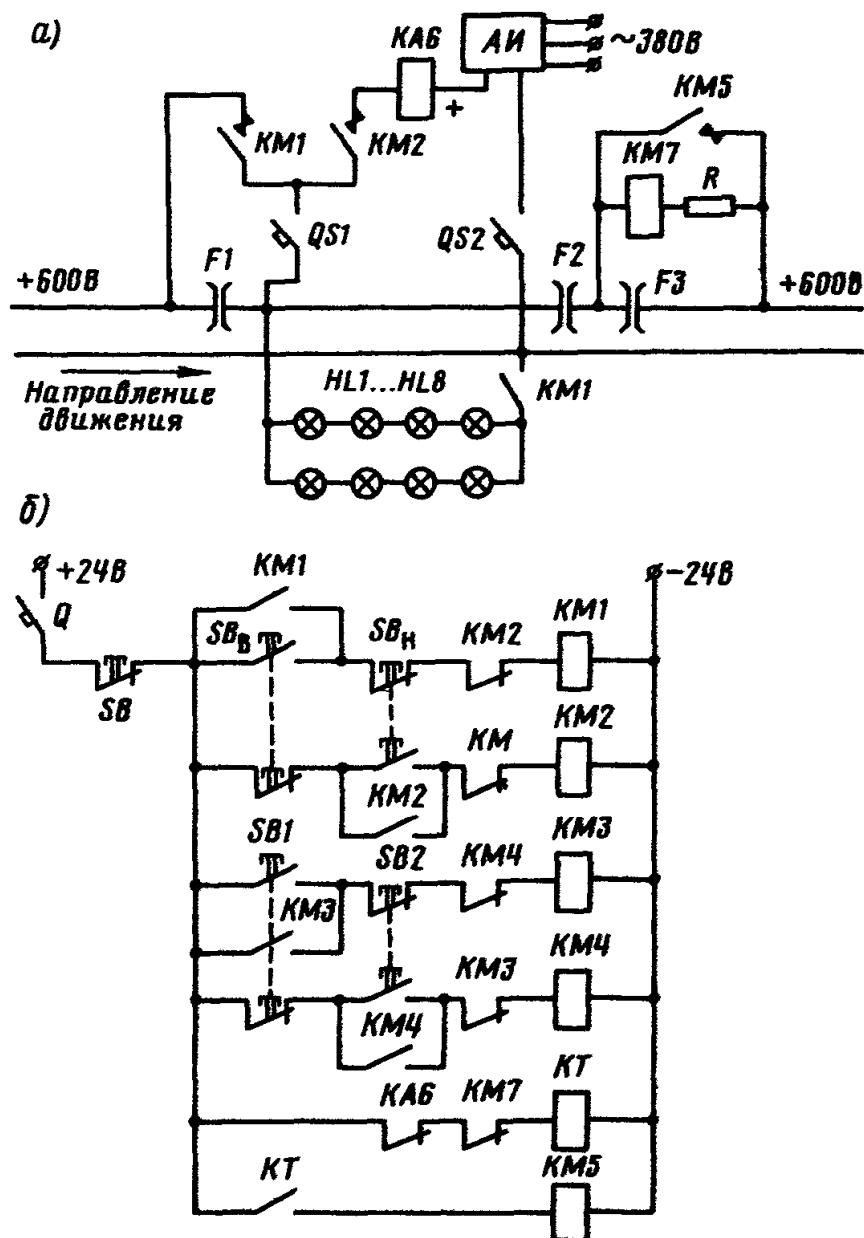 а)
КА6
АИ
~380В
КМ1
КМ2
+
КМ5
КМ7
R
QS1
QS2
F1
F2
F3
+600В
+600В
Направление
движения
HL1...HL8
КМ1
б)
+24В
Q
SB
КМ1
SBв
SBн
КМ2
КМ1
-24В
КМ2
КМ
КМ2
SB1
SB2
КМ4
КМ3
КМ3
КМ3
КМ4
КМ4
КА6
КМ7
КТ
КТ
КМ5